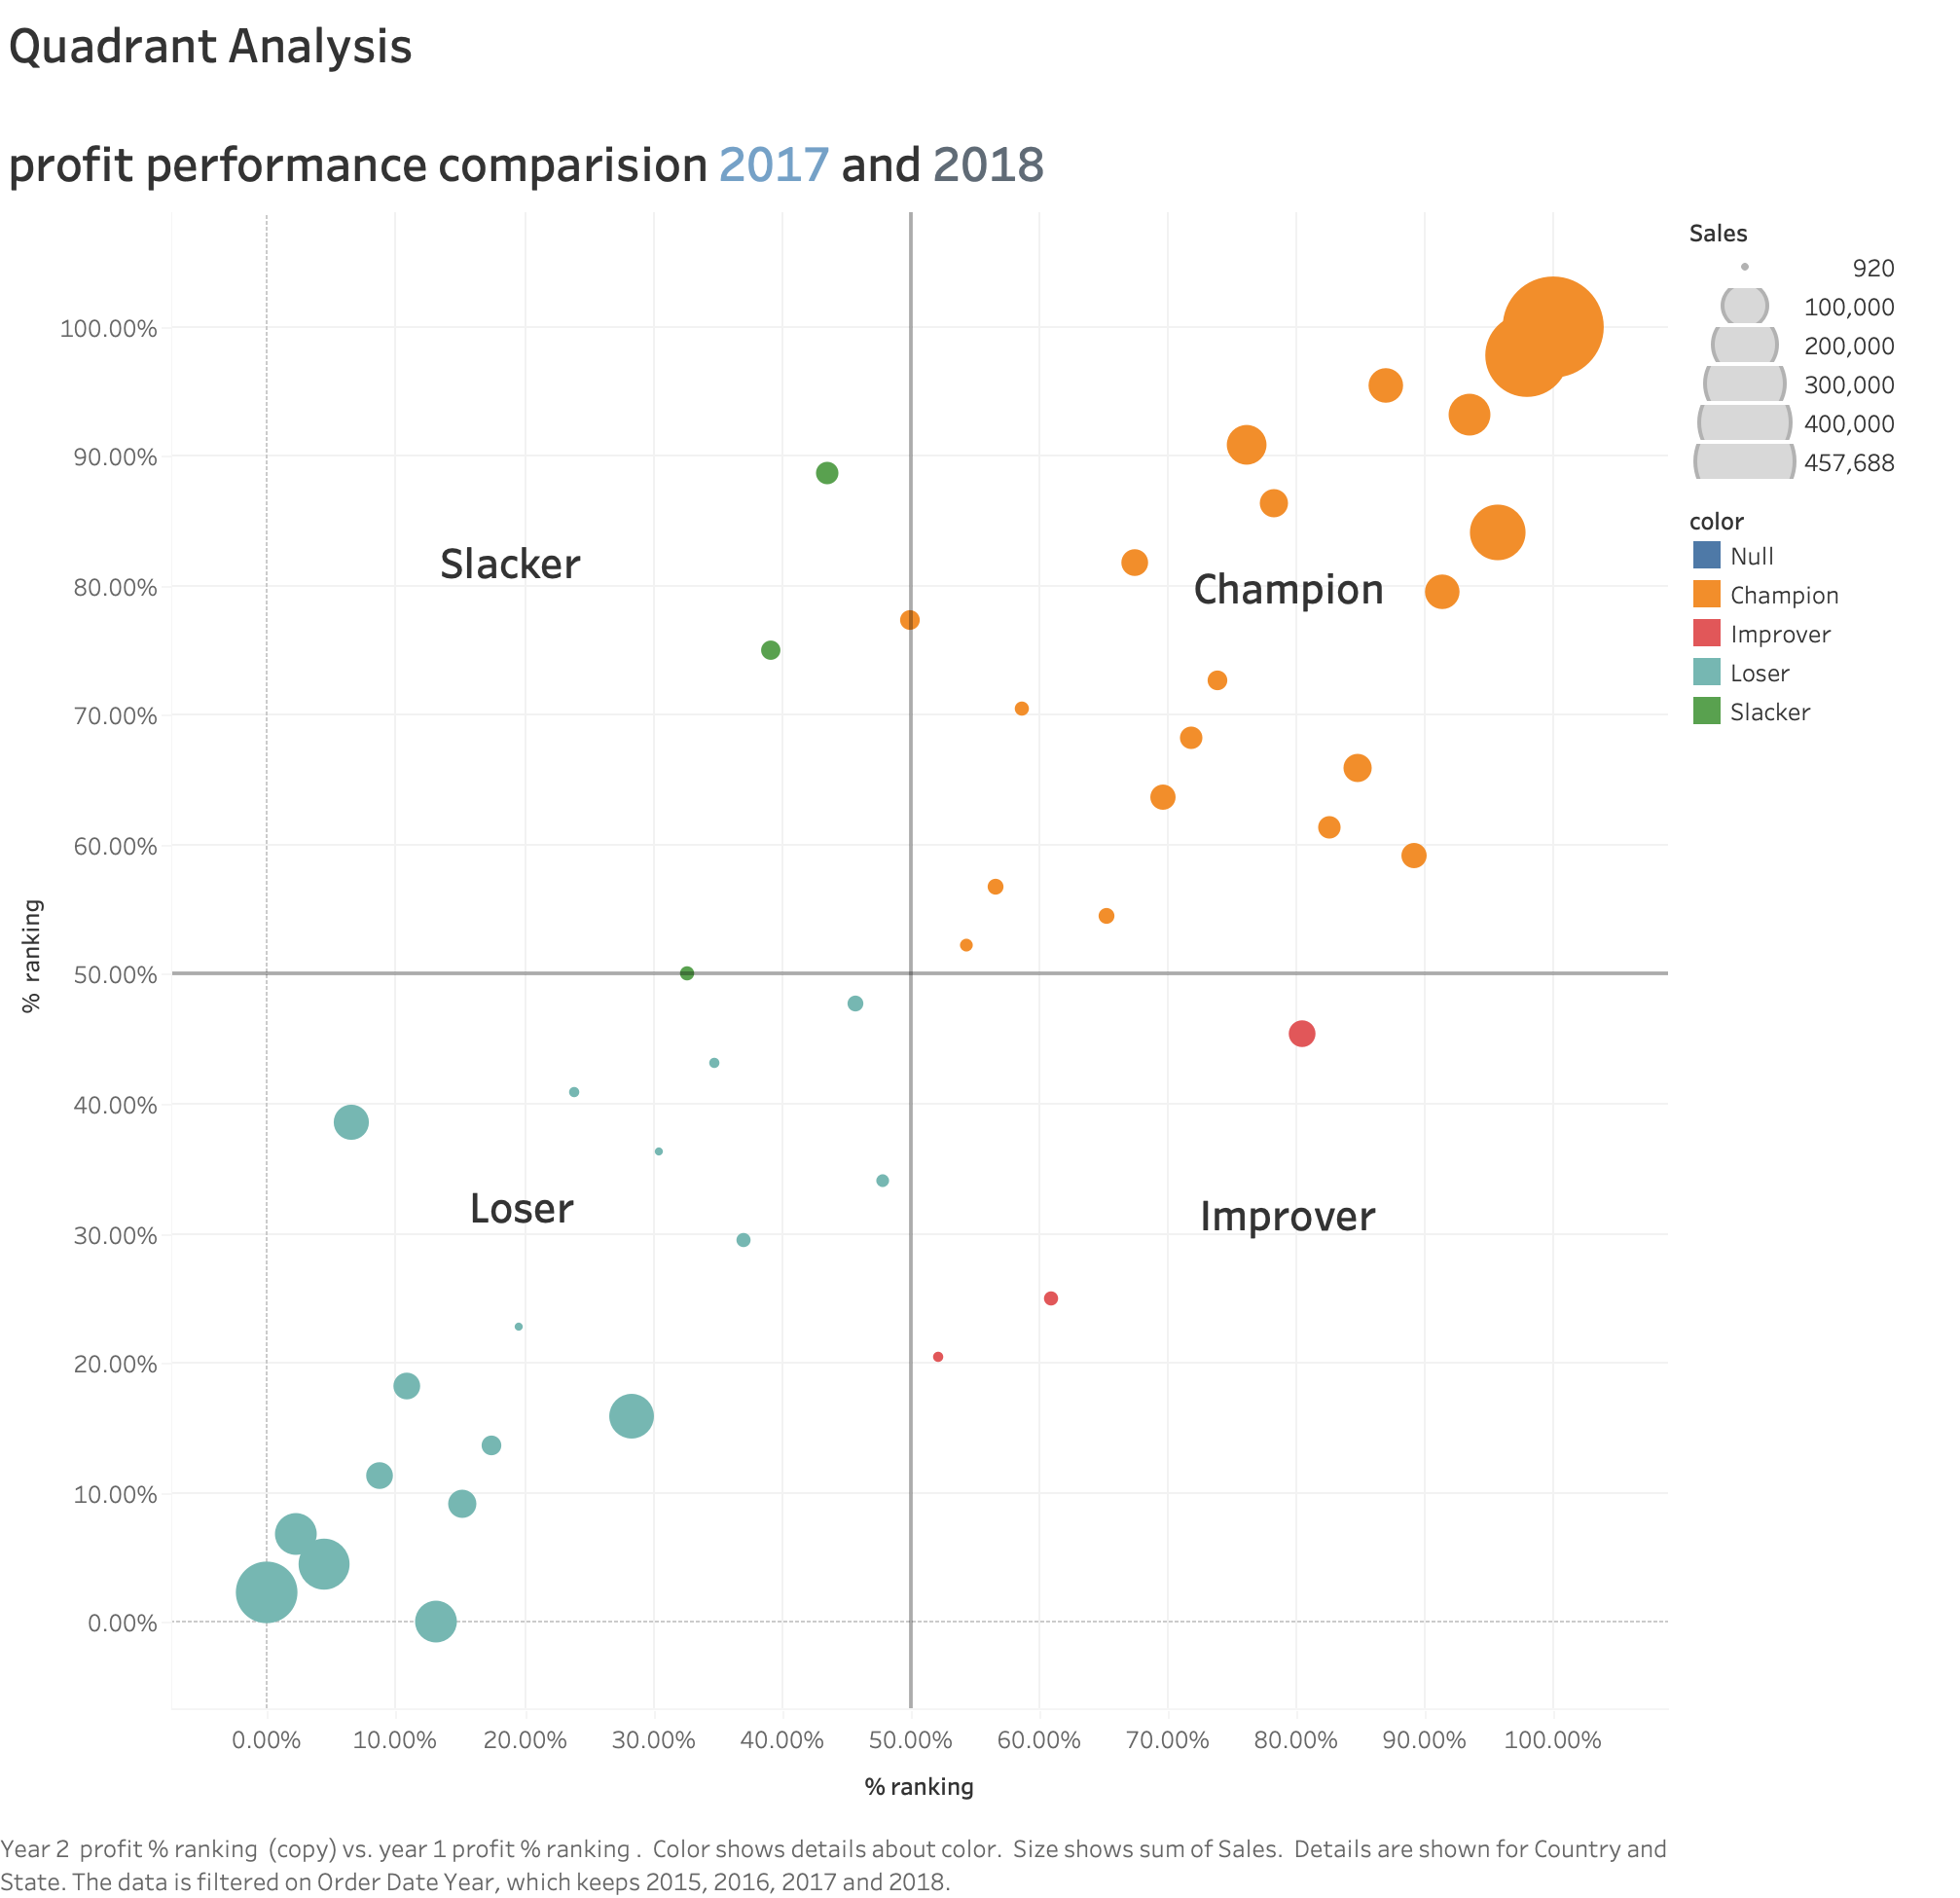 Quadrant Analysis
profit performance comparision 2017 and 2018
Sales
920
100,000
200,000
300,000
400,000
457,688
color
Null
Champion
Improver
Loser
Slacker
% ranking
100.00%
90.00%
80.00%
70.00%
60.00%
50.00%
40.00%
30.00%
20.00%
10.00%
0.00%
Slacker
Champion
Loser
Improver
0.00% 10.00% 20.00% 30.00% 40.00% 50.00% 60.00% 70.00% 80.00% 90.00% 100.00%
% ranking
Year 2 profit % ranking (copy) vs. year 1 profit % ranking . Color shows details about color. Size shows sum of Sales. Details are shown for Country and
State. The data is filtered on Order Date Year, which keeps 2015, 2016, 2017 and 2018.